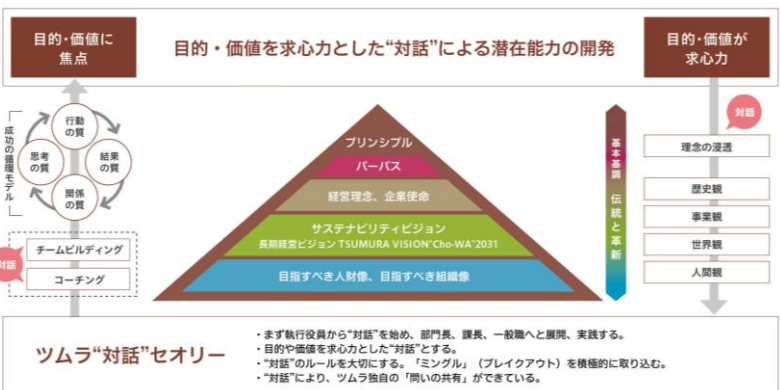 目的・価値に
焦点
目的・価値を求心力とした“対話”による潜在能力の開発
目的・価値が
求心力
成功の循環モデル
行動
の質
思考
の質
結果
の質
関係
の質
対話
チームビルディング
コーチング
プリンシプル
パーパス
経営理念、企業使命
サステナビリティビジョン
長期経営ビジョン TSUMURA VISION“Cho-WA”2031
目指すべき人財像、目指すべき組織像
基本基調 伝統と革新
対話
理念の浸透
歴史観
事業観
世界観
人間観
ツムラ“対話”セオリー
・まず執行役員から“対話”を始め、部門長、課長、一般職へと展開、実践する。
・目的や価値を求心力とした“対話”とする。
・“対話”のルールを大切にする。「ミングル」（ブレイクアウト）を積極的に取り込む。
・“対話”により、ツムラ独自の「問いの共有」ができている。